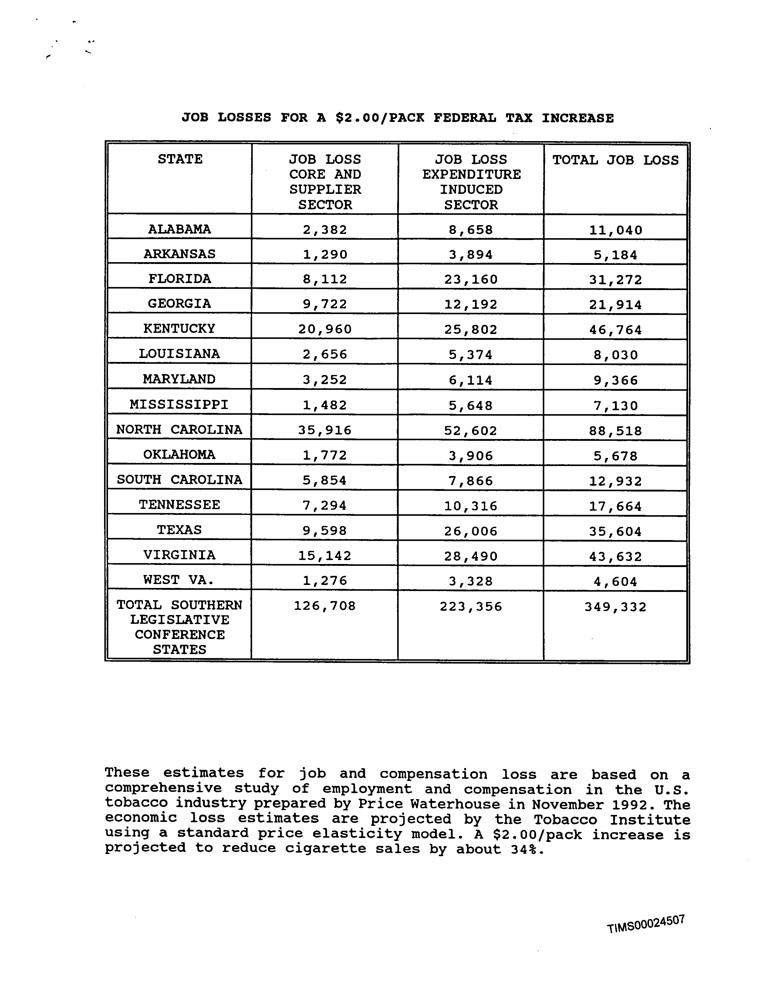 JOB LOSSES FOR A $2.00/PACK FEDERAL TAX INCREASE
STATE JOB LOSS CORE AND SUPPLIER SECTOR JOB LOSS EXPENDITURE INDUCED SECTOR TOTAL JOB LOSS
ALABAMA 2,382 8,658 11,040
ARKANSAS 1,290 3,894 5,184
FLORIDA 8,112 23,160 31,272
GEORGIA 9,722 12,192 21,914
KENTUCKY 20,960 25,802 46,764
LOUISIANA 2,656 5,374 8,030
MARYLAND 3,252 6,114 9,366
MISSISSIPPI 1,482 5,648 7,130
NORTH CAROLINA 35,916 52,602 88,518
OKLAHOMA 1,772 3,906 5,678
SOUTH CAROLINA 5,854 7,866 12,932
TENNESSEE 7,294 10,316 17,664
TEXAS 9,598 26,006 35,604
VIRGINIA 15,142 28,490 43,632
WEST VA. 1,276 3,328 4,604
TOTAL SOUTHERN LEGISLATIVE CONFERENCE STATES 126,708 223,356 349,332
These estimates for job and compensation loss are based on a
comprehensive study of employment and compensation in the U.S.
tobacco industry prepared by Price Waterhouse in November 1992. The
economic loss estimates are projected by the Tobacco Institute
using a standard price elasticity model. A $2.00/pack increase is
projected to reduce cigarette sales by about 34%.
TIMS00024507